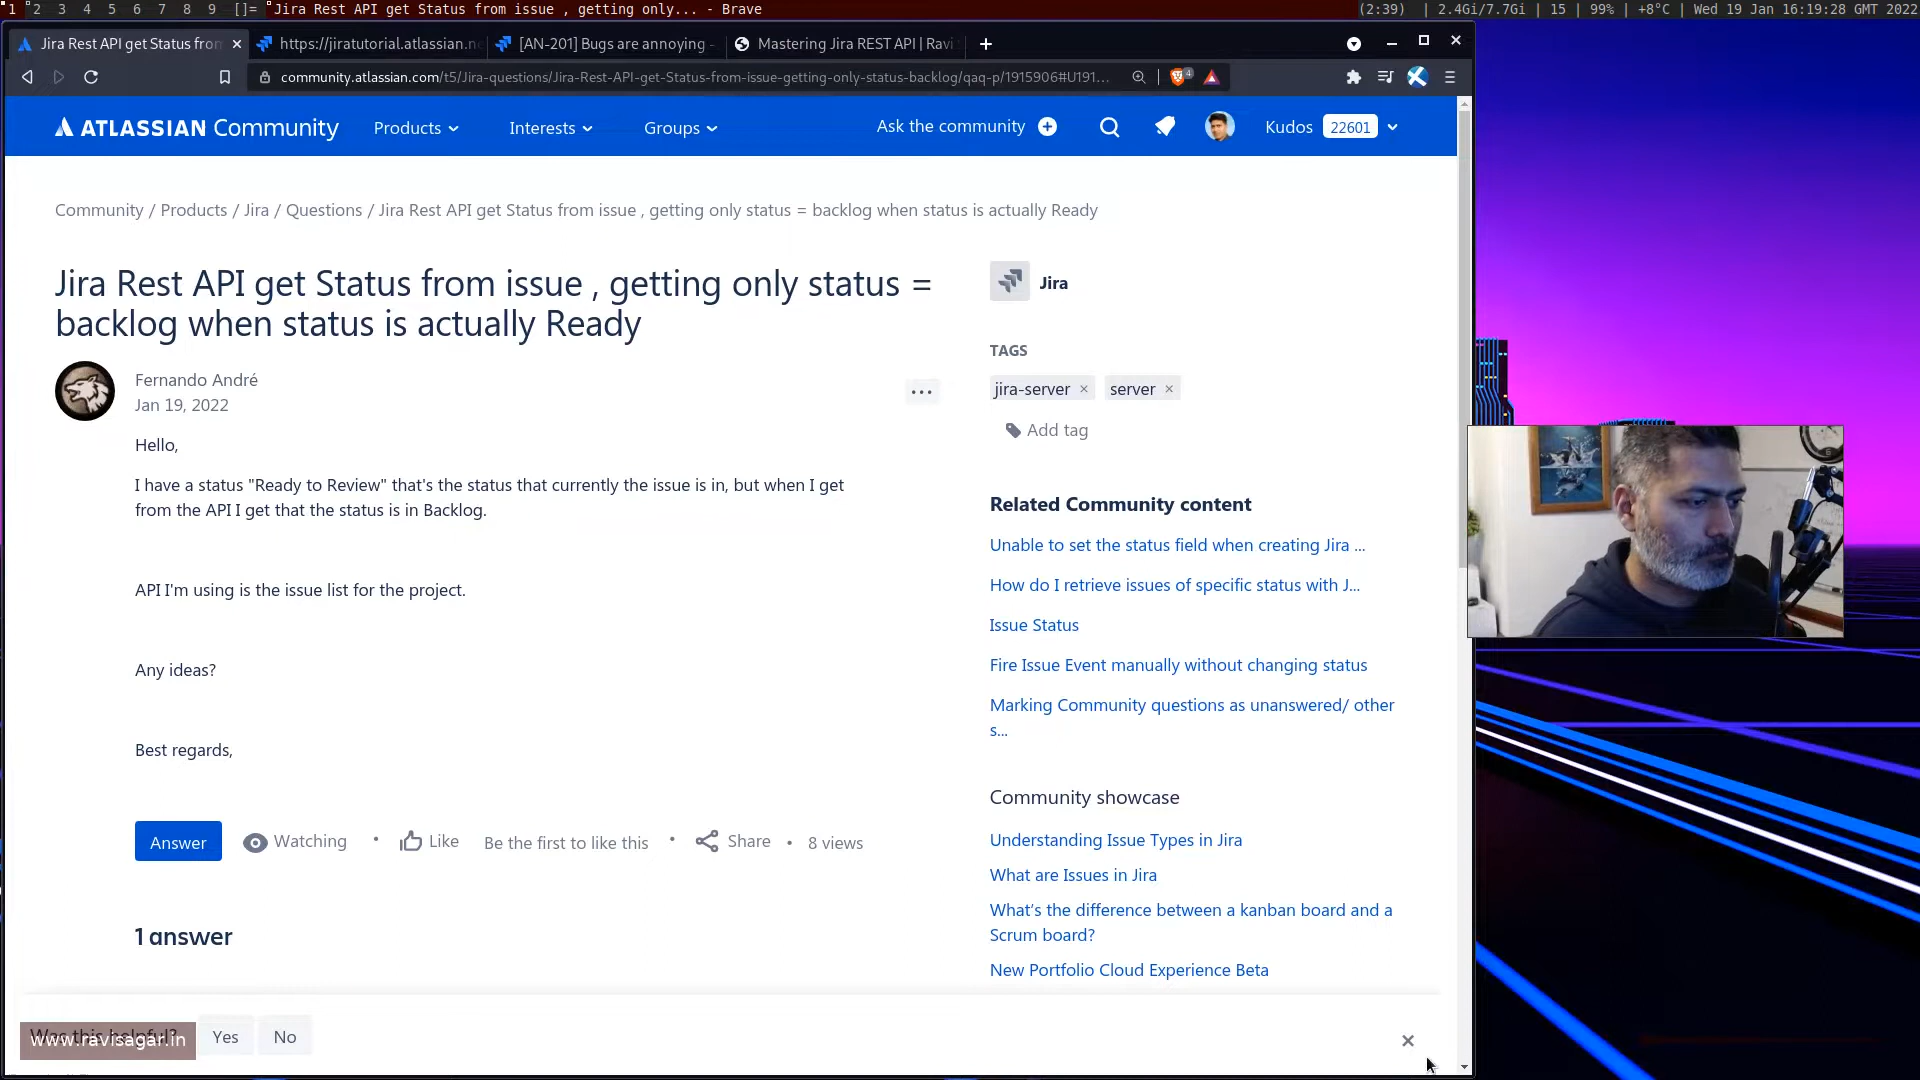 1 2 3 4 5 6 7 8 9 []= Jira Rest API get Status from issue , getting only... - Brave
(2:39) | 2.4Gi/7.7Gi | 15 | 99% | +8°C | Wed 19 Jan 16:19:28 GMT 2022
Jira Rest API get Status from
https://jiratutorial.atlassian.ne
[AN-201] Bugs are annoying -
Mastering Jira REST API | Ravi
community.atlassian.com/t5/Jira-questions/Jira-Rest-API-get-Status-from-issue-getting-only-status-backlog/qaq-p/1915906#U191...
4
ATLASSIAN Community
Products
Interests
Groups
Ask the community
Kudos 22601
Community / Products / Jira / Questions / Jira Rest API get Status from issue , getting only status = backlog when status is actually Ready
Jira Rest API get Status from issue , getting only status =
backlog when status is actually Ready
Fernando André
Jan 19, 2022
Hello,
I have a status "Ready to Review" that's the status that currently the issue is in, but when I get
from the API I get that the status is in Backlog.
API I'm using is the issue list for the project.
Any ideas?
Best regards,
Answer
Watching
Like
Be the first to like this
Share
8 views
1 answer
Jira
TAGS
jira-server ×
server ×
Add tag
Related Community content
Unable to set the status field when creating Jira ...
How do I retrieve issues of specific status with J...
Issue Status
Fire Issue Event manually without changing status
Marking Community questions as unanswered/ other
s...
Community showcase
Understanding Issue Types in Jira
What are Issues in Jira
What's the difference between a kanban board and a
Scrum board?
New Portfolio Cloud Experience Beta
Was this helpful?
Yes
No
www.ravisagar.in